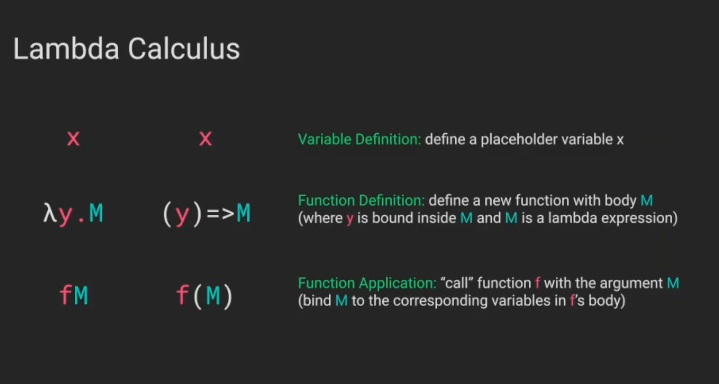 Lambda Calculus
x x Variable Definition: define a placeholder variable x
λy.M (y)=>M Function Definition: define a new function with body M
(where y is bound inside M and M is a lambda expression)
fM f(M) Function Application: “call” function f with the argument M
(bind M to the corresponding variables in f’s body)